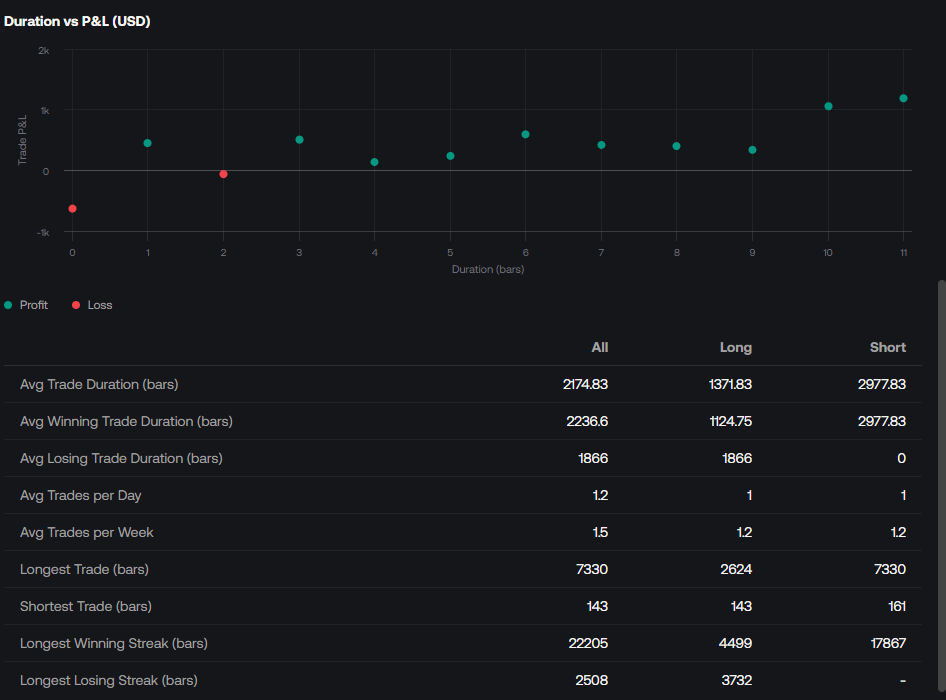 Duration vs P&L (USD)
2k
1k
0
-1k
Trade P&L
0 1 2 3 4 5 6 7 8 9 10 11
Duration (bars)
Profit Loss
All Long Short
Avg Trade Duration (bars) 2174.83 1371.83 2977.83
Avg Winning Trade Duration (bars) 2236.6 1124.75 2977.83
Avg Losing Trade Duration (bars) 1866 1866 0
Avg Trades per Day 1.2 1 1
Avg Trades per Week 1.5 1.2 1.2
Longest Trade (bars) 7330 2624 7330
Shortest Trade (bars) 143 143 161
Longest Winning Streak (bars) 22205 4499 17867
Longest Losing Streak (bars) 2508 3732 -